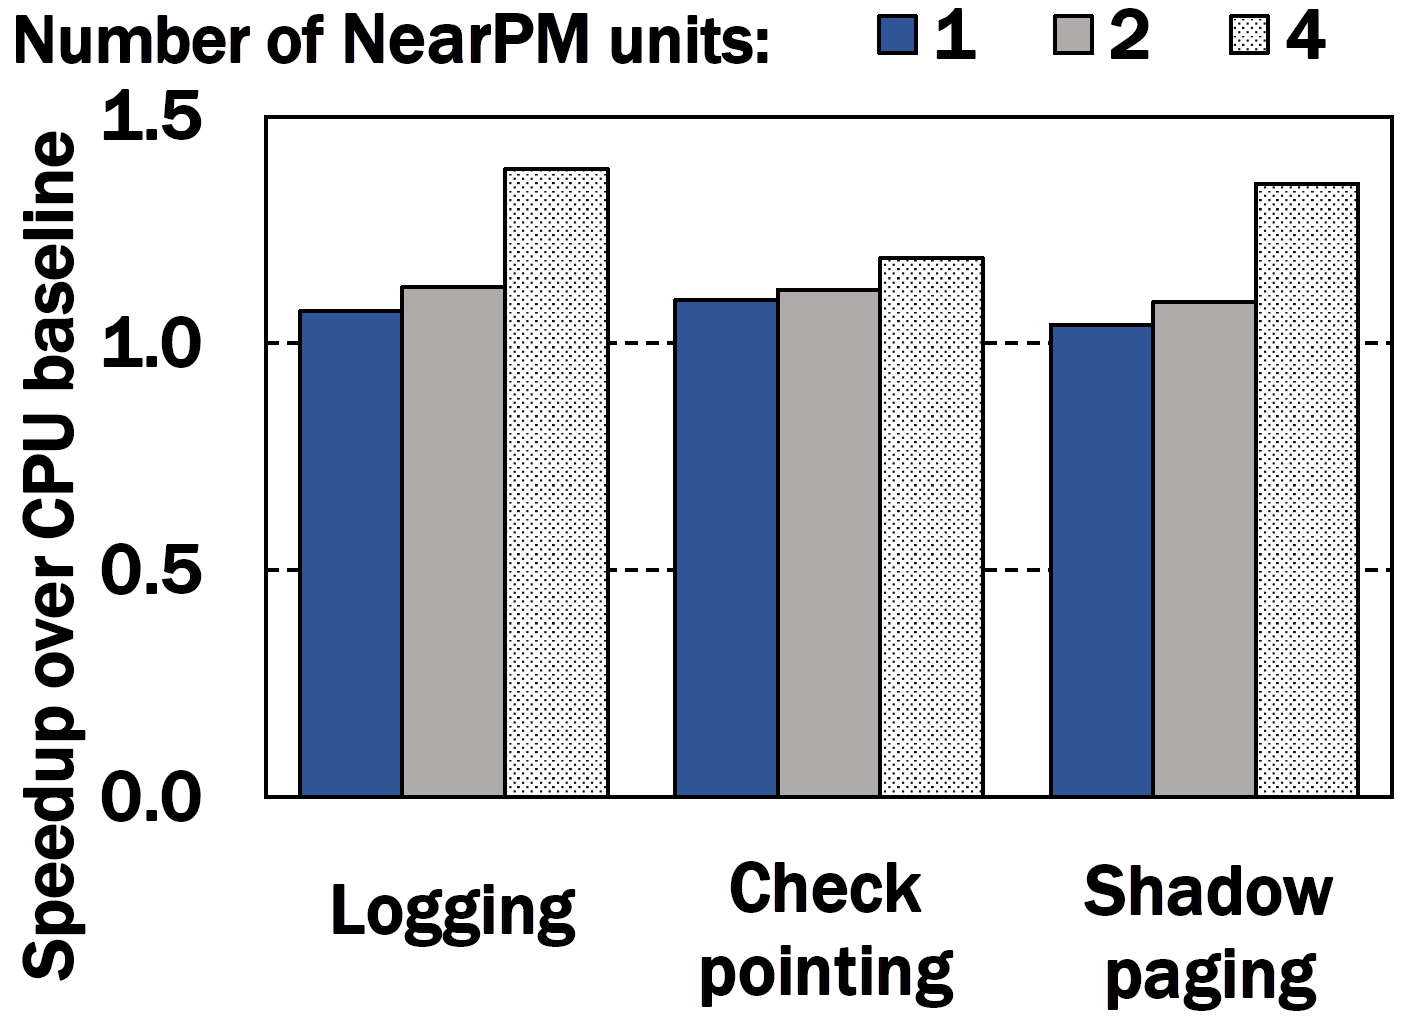 Number of NearPM units: 1 2 4
Speedup over CPU baseline
1.5
1.0
0.5
0.0
Logging
Check
pointing
Shadow
paging